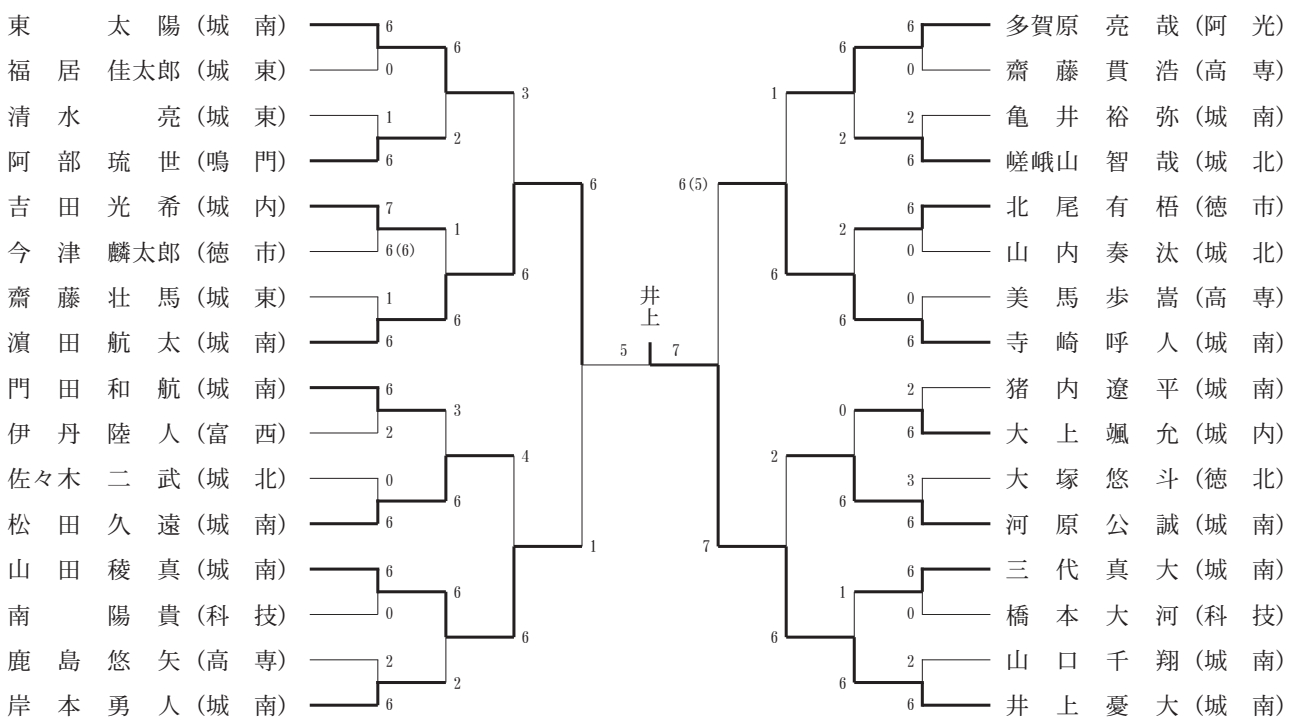 東太陽(城南)
福居佳太郎(城東)
清水亮(城東)
阿部琉世(鳴門)
吉田光希(城内)
今津麟太郎(徳市)
齋藤壮馬(城東)
濵田航太(城南)
門田和航(城南)
伊丹陸人(富西)
佐々木二武(城北)
松田久遠(城南)
山田稜真(城南)
南陽貴(科技)
鹿島悠矢(高専)
岸本勇人(城南)
6
0
1
6
7
6(6)
1
6
6
2
0
6
6
0
2
6
6
2
1
6
3
6
6
2
3
6
4
6
6
1
5
井上
7
6(5)
7
1
6
2
6
6
2
2
6
0
6
1
6
6
0
2
6
6
0
0
6
2
6
3
6
6
0
2
6
多賀原亮哉(阿光)
齋藤貫浩(高専)
亀井裕弥(城南)
嵯峨山智哉(城北)
北尾有梧(徳市)
山内奏汰(城北)
美馬歩嵩(高専)
寺崎呼人(城南)
猪内遼平(城南)
大上颯允(城内)
大塚悠斗(徳北)
河原公誠(城南)
三代真大(城南)
橋本大河(科技)
山口千翔(城南)
井上憂大(城南)